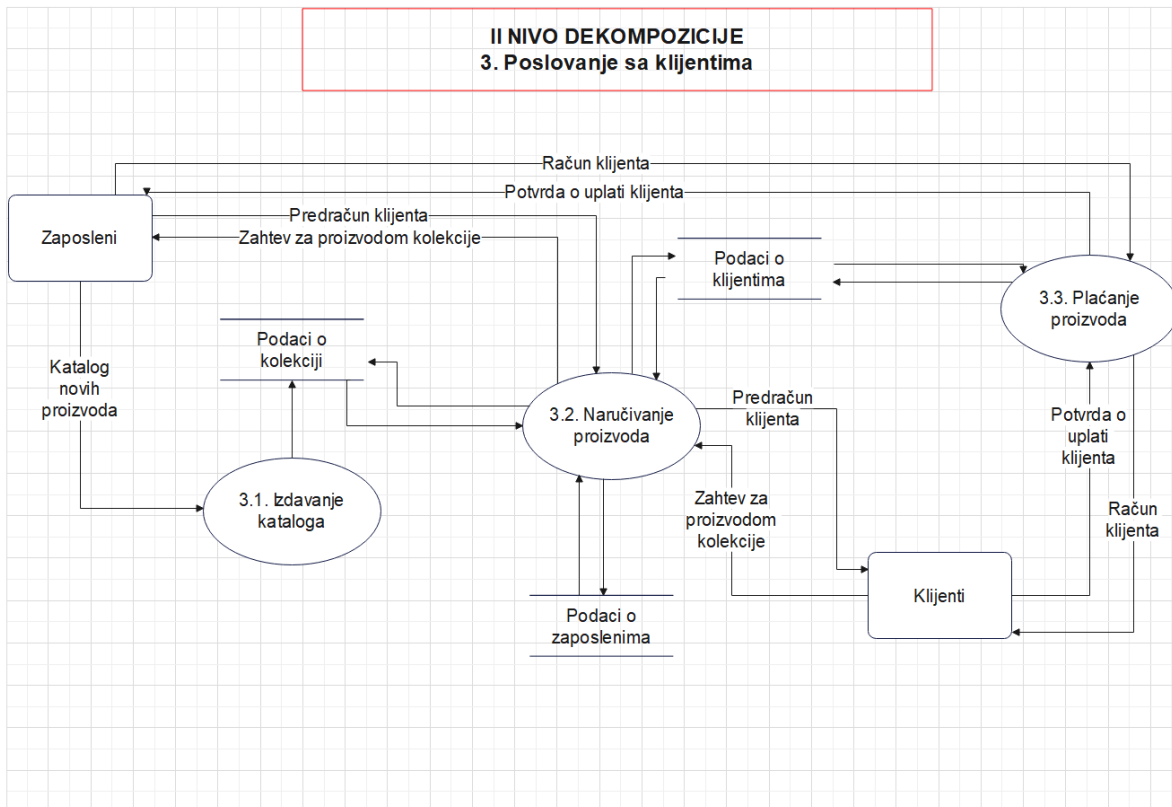 II NIVO DEKOMPOZICIJE
3. Poslovanje sa klijentima
Račun klijenta
Potvrda o uplati klijenta
Zaposleni
Predračun klijenta
Zahtev za proizvodom kolekcije
Podaci o
klijentima
3.3. Plaćanje
proizvoda
Podaci o
kolekciji
Katalog
novih
proizvoda
3.2. Naručivanje
proizvoda
Predračun
klijenta
Potvrda o
uplati
klijenta
3.1. Izdavanje
kataloga
Zahtev za
proizvodom
kolekcije
Račun
klijenta
Klijenti
Podaci o
zaposlenima